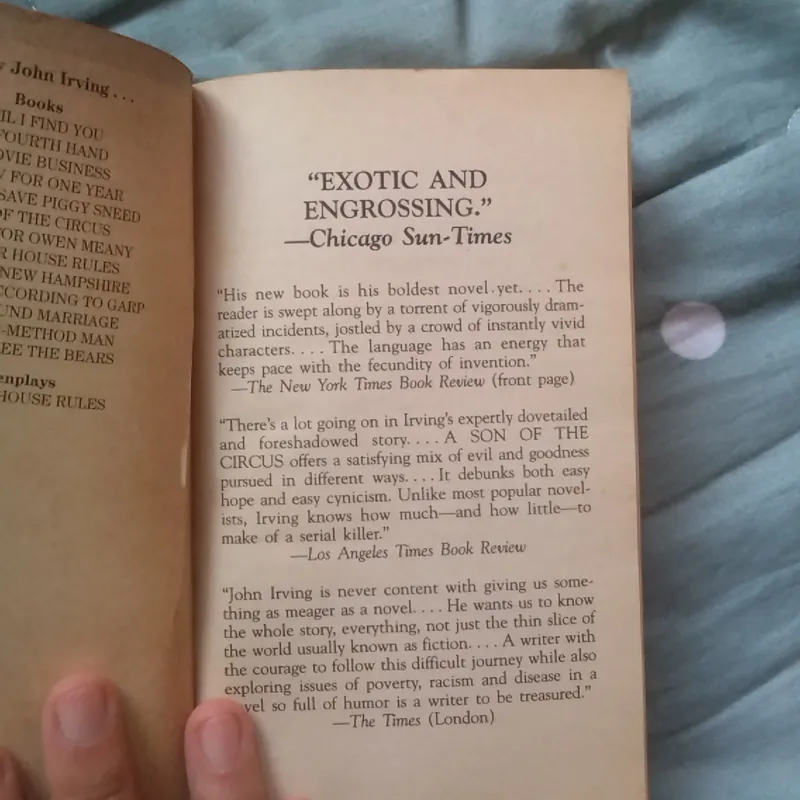 John Irving . . .
Books
I FIND YOU
FOURTH HAND
BUSINESS
FOR ONE YEAR
SAVE PIGGY SNEED
OF THE CIRCUS
OWEN MEANY
HOUSE RULES
NEW HAMPSHIRE
ACCORDING TO GARP
MARRIAGE
-METHOD MAN
THE BEARS
HOUSE RULES
“EXOTIC AND
ENGROSSING.”
—Chicago Sun-Times
“His new book is his boldest novel yet. . . . The
reader is swept along by a torrent of vigorously dram-
atized incidents, jostled by a crowd of instantly vivid
characters. . . . The language has an energy that
keeps pace with the fecundity of invention.”
—The New York Times Book Review (front page)
“There's a lot going on in Irving's expertly dovetailed
and foreshadowed story. . . . A SON OF THE
CIRCUS offers a satisfying mix of evil and goodness
pursued in different ways. . . . It debunks both easy
hope and easy cynicism. Unlike most popular novel-
ists, Irving knows how much—and how little—to
make of a serial killer.”
—Los Angeles Times Book Review
“John Irving is never content with giving us some-
thing as meager as a novel. . . . He wants us to know
the whole story, everything, not just the thin slice of
the world usually known as fiction. . . . A writer with
the courage to follow this difficult journey while also
exploring issues of poverty, racism and disease in a
novel so full of humor is a writer to be treasured.”
—The Times (London)